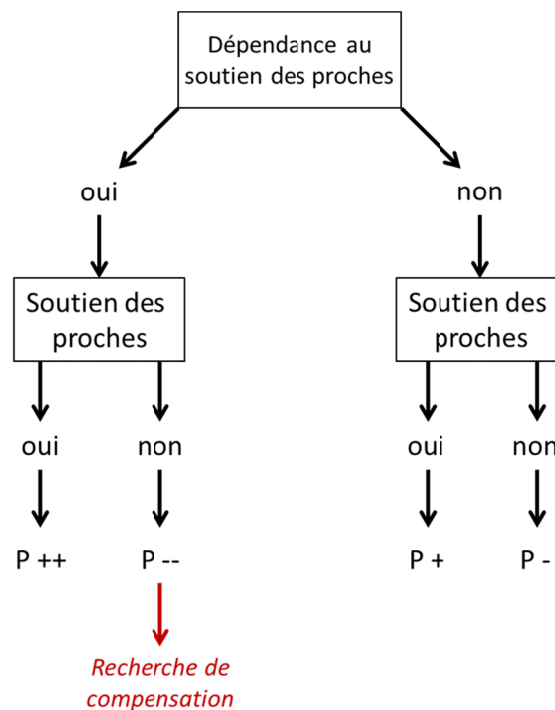 Dépendance au
soutien des proches
oui
non
Soutien des
proches
Soutien des
proches
oui
non
oui
non
P ++
P --
P +
P -
Recherche de
compensation